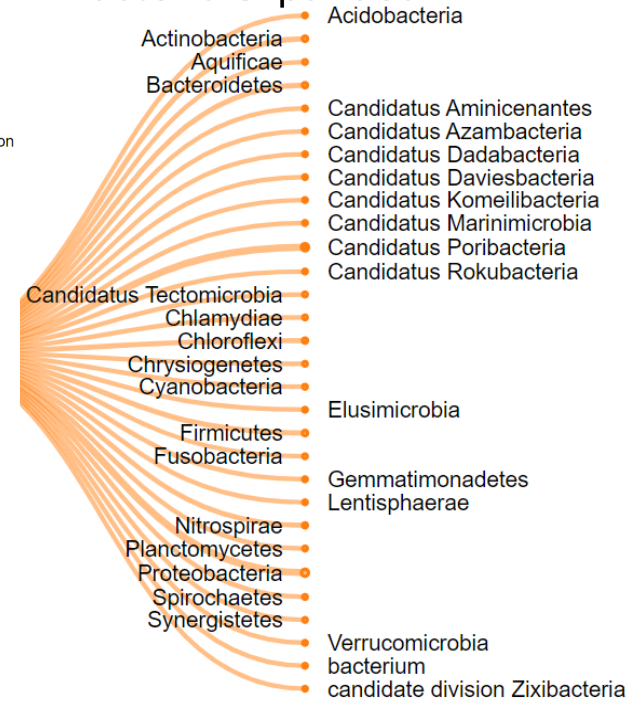 Acidobacteria
Actinobacteria
Aquificae
Bacteroidetes
on
Candidatus Aminicenantes
Candidatus Azambacteria
Candidatus Dadabacteria
Candidatus Daviesbacteria
Candidatus Komeilibacteria
Candidatus Marinimicrobia
Candidatus Poribacteria
Candidatus Rokubacteria
Candidatus Tectomicrobia
Chlamydiae
Chloroflexi
Chrysiogenetes
Cyanobacteria
Elusimicrobia
Firmicutes
Fusobacteria
Gemmatimonadetes
Lentisphaerae
Nitrospirae
Planctomycetes
Proteobacteria
Spirochaetes
Synergistetes
Verrucomicrobia
bacterium
candidate division Zixibacteria